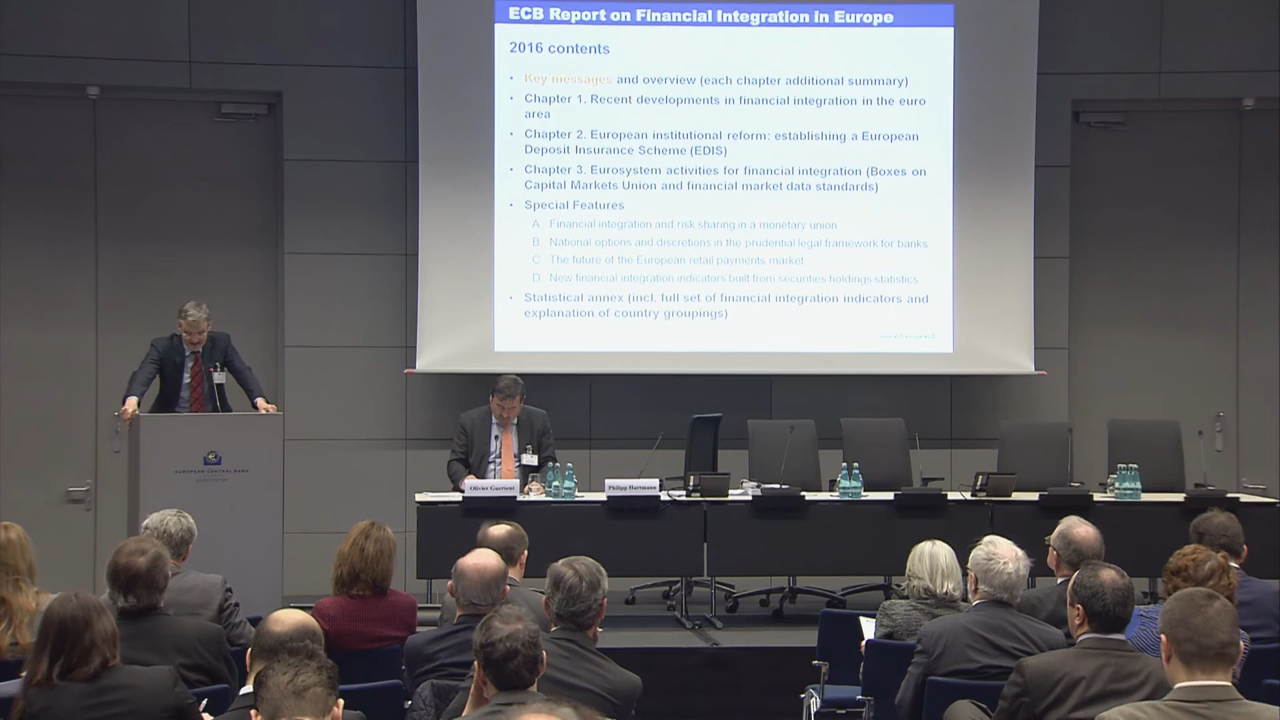 ECB Report on Financial Integration in Europe
2016 contents
• Key messages and overview (each chapter additional summary)
• Chapter 1. Recent developments in financial integration in the euro
area
• Chapter 2. European institutional reform: establishing a European
Deposit Insurance Scheme (EDIS)
• Chapter 3. Eurosystem activities for financial integration (Boxes on
Capital Markets Union and financial market data standards)
• Special Features
A. Financial integration and risk sharing in a monetary union
B. National options and discretions in the prudential legal framework for banks
C. The future of the European retail payments market
D. New financial integration indicators built from securities holdings statistics
• Statistical annex (incl. full set of financial integration indicators and
explanation of country groupings)
EUROPEAN CENTRAL BANK
EUROSYSTEM
Olivier Guersent
Philipp Hartmann